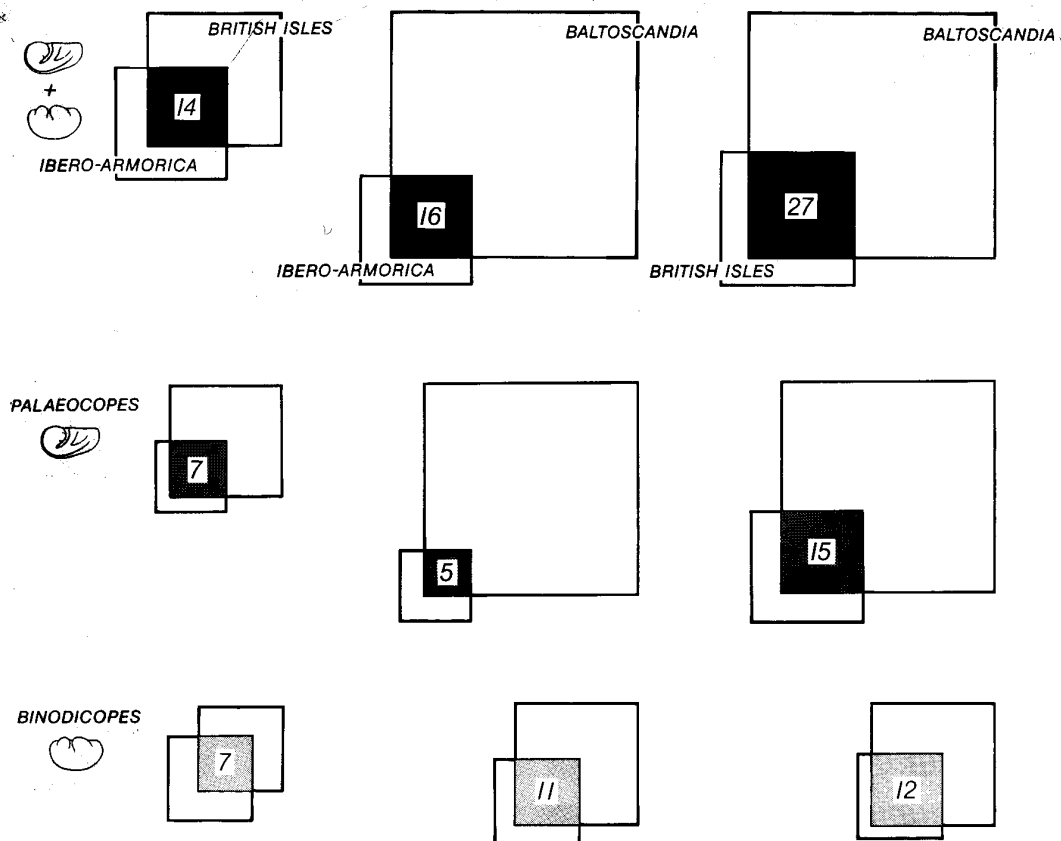 BRITISH ISLES
BALTOSCANDIA
BALTOSCANDIA
+
14
IBERO-ARMORICA
16
27
IBERO-ARMORICA
BRITISH ISLES
PALAEOCOPES
7
5
15
BINODICOPES
7
11
12